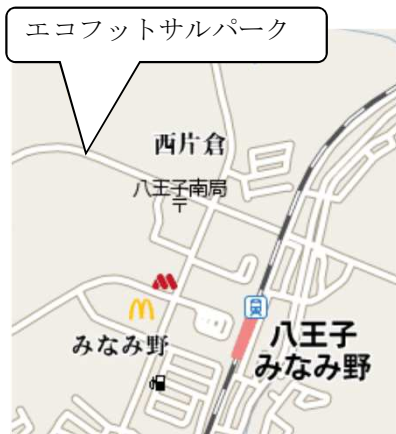 エコフットサルパーク
西片倉
八王子南局
〒
みなみ野
八王子
みなみ野